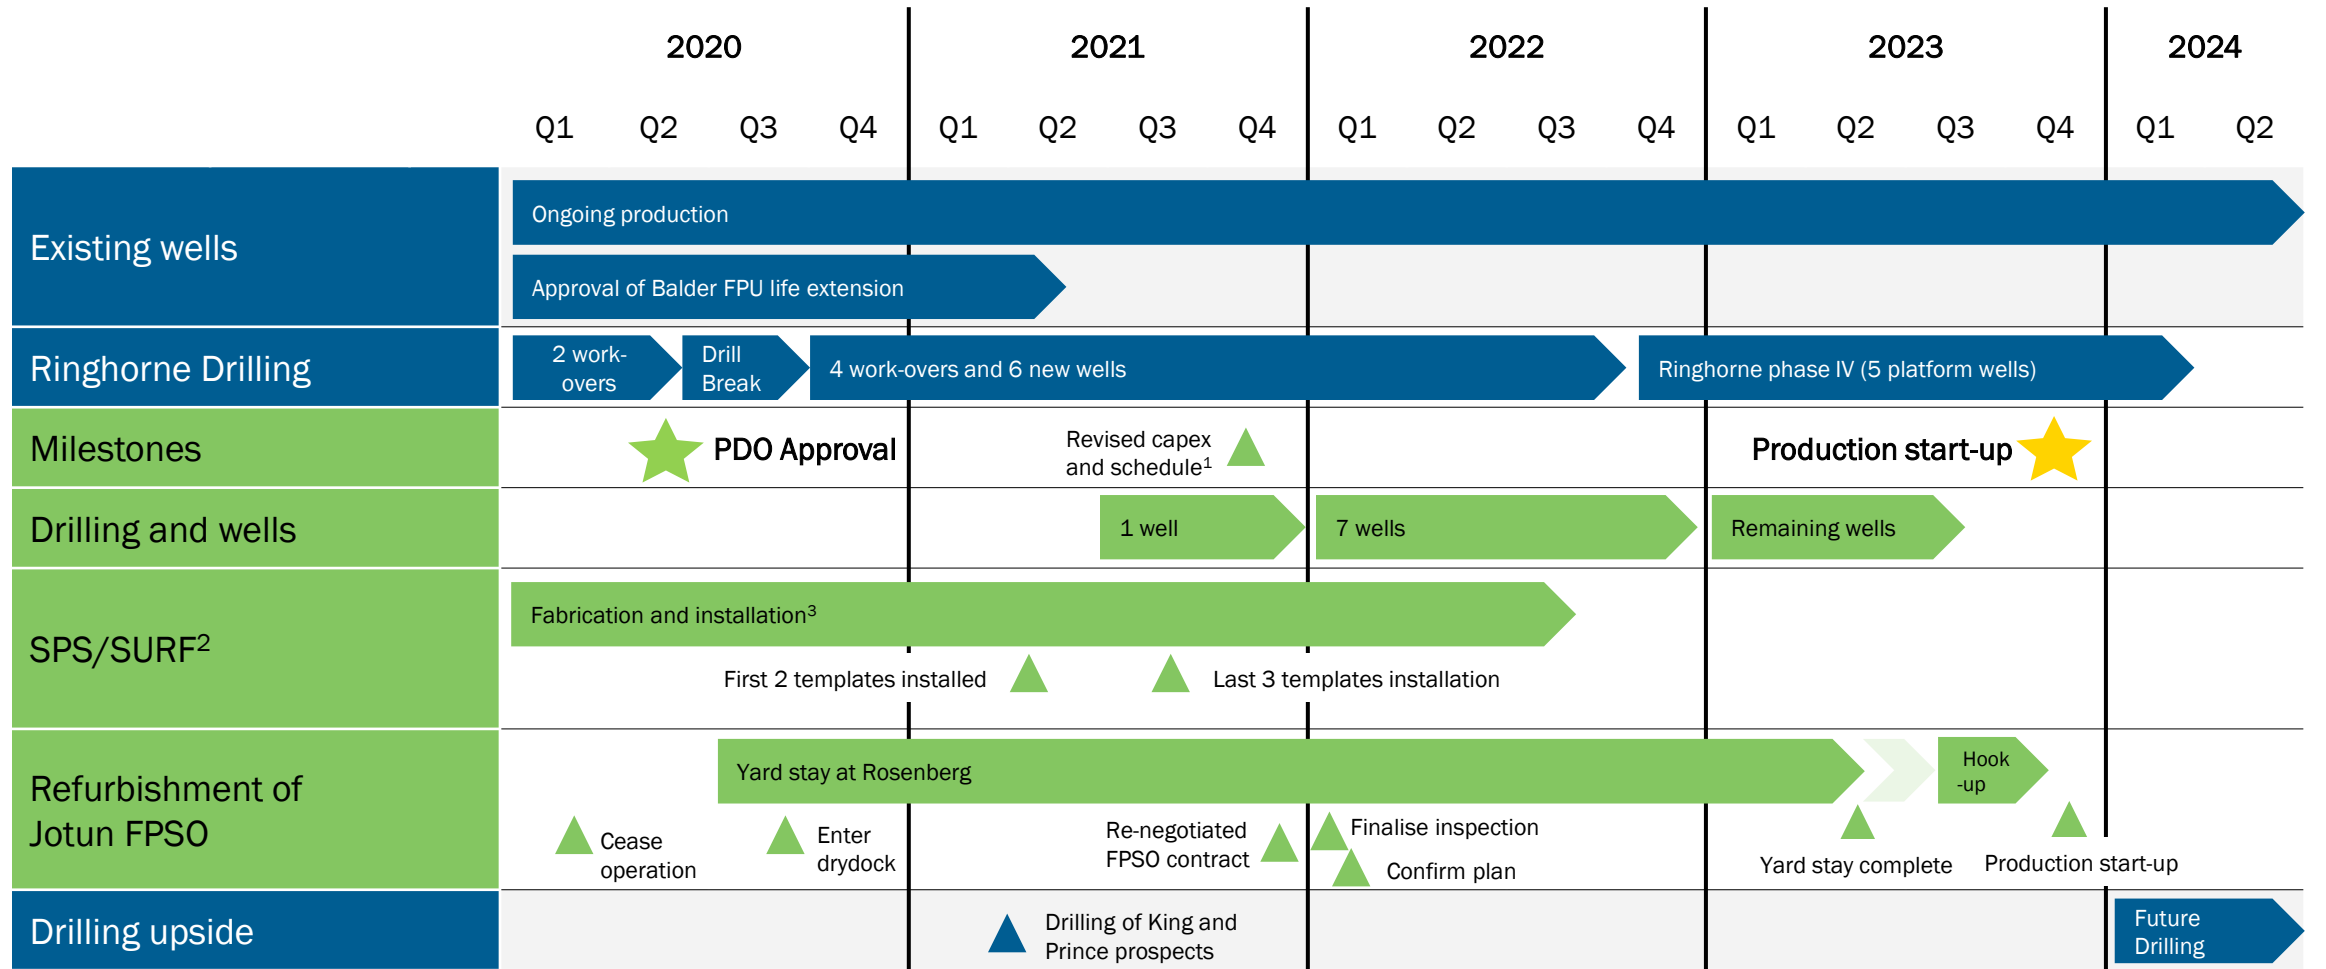 2020 2021 2022 2023 2024
Q1 Q2 Q3 Q4 Q1 Q2 Q3 Q4 Q1 Q2 Q3 Q4 Q1 Q2 Q3 Q4 Q1 Q2
Existing wells
Ongoing production
Approval of Balder FPU life extension
Ringhorne Drilling
2 work-
overs
Drill
Break
4 work-overs and 6 new wells
Ringhorne phase IV (5 platform wells)
Milestones
PDO Approval
Revised capex
and schedule¹
Production start-up
Drilling and wells
1 well
7 wells
Remaining wells
SPS/SURF²
Fabrication and installation³
First 2 templates installed
Last 3 templates installation
Refurbishment of
Jotun FPSO
Yard stay at Rosenberg
Hook
-up
Cease
operation
Enter
drydock
Re-negotiated
FPSO contract
Finalise inspection
Confirm plan
Yard stay complete
Production start-up
Drilling upside
Drilling of King and
Prince prospects
Future
Drilling